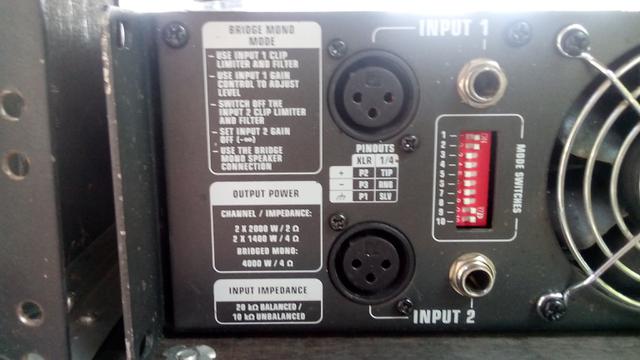 BRIDGE MONO
MODE
– USE INPUT 1 CLIP
LIMITER AND FILTER
– USE INPUT 1 GAIN
CONTROL TO ADJUST
LEVEL
– SWITCH OFF THE
INPUT 2 CLIP LIMITER
AND FILTER
– SET INPUT 2 GAIN
OFF (-∞)
– USE THE BRIDGE
MONO SPEAKER
CONNECTION
OUTPUT POWER
CHANNEL / IMPEDANCE:
2 X 2000 W / 2 Ω
2 X 1400 W / 4 Ω
BRIDGED MONO:
4000 W / 4 Ω
INPUT IMPEDANCE
20 kΩ BALANCED /
10 kΩ UNBALANCED
INPUT 1
PINOUTS
XLR 1/4"
+ P2 TIP
– P3 RNG
P1 SLV
INPUT 2
1
2
3
4
5
6
7
8
9
10
ON
MODE SWITCHES